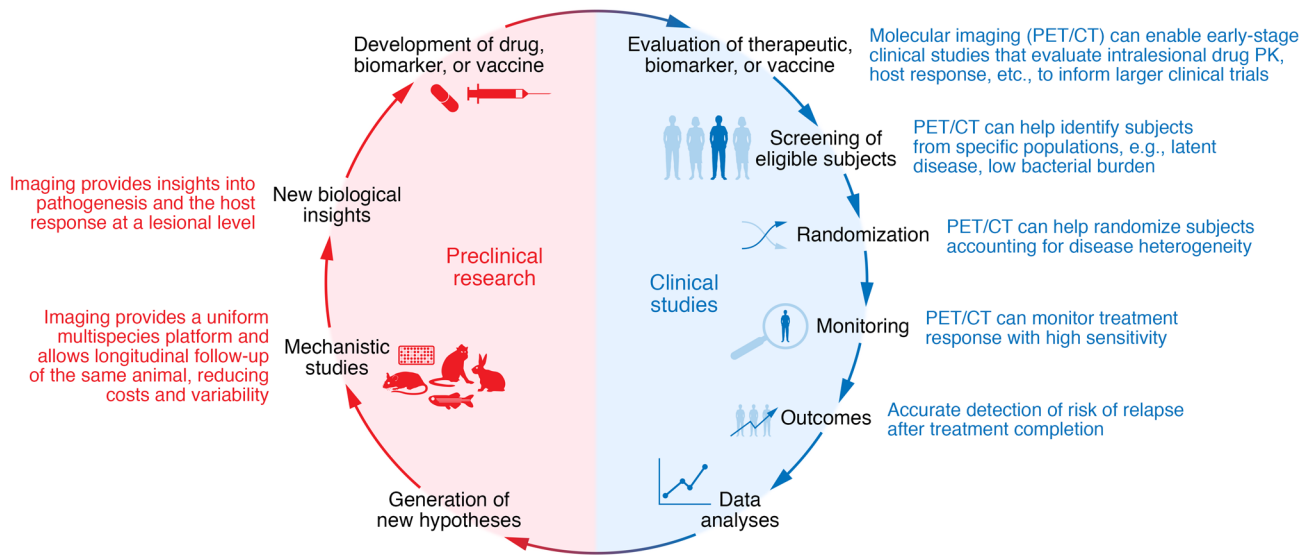 Development of drug,
biomarker, or vaccine
Imaging provides insights into
pathogenesis and the host
response at a lesional level
New biological
insights
Preclinical
research
Imaging provides a uniform
multispecies platform and
allows longitudinal follow-up
of the same animal, reducing
costs and variability
Mechanistic
studies
Generation of
new hypotheses
Evaluation of therapeutic,
biomarker, or vaccine
Molecular imaging (PET/CT) can enable early-stage
clinical studies that evaluate intralesional drug PK,
host response, etc., to inform larger clinical trials
Screening of
eligible subjects
PET/CT can help identify subjects
from specific populations, e.g., latent
disease, low bacterial burden
Randomization
PET/CT can help randomize subjects
accounting for disease heterogeneity
Clinical
studies
Monitoring
PET/CT can monitor treatment
response with high sensitivity
Outcomes
Accurate detection of risk of relapse
after treatment completion
Data
analyses